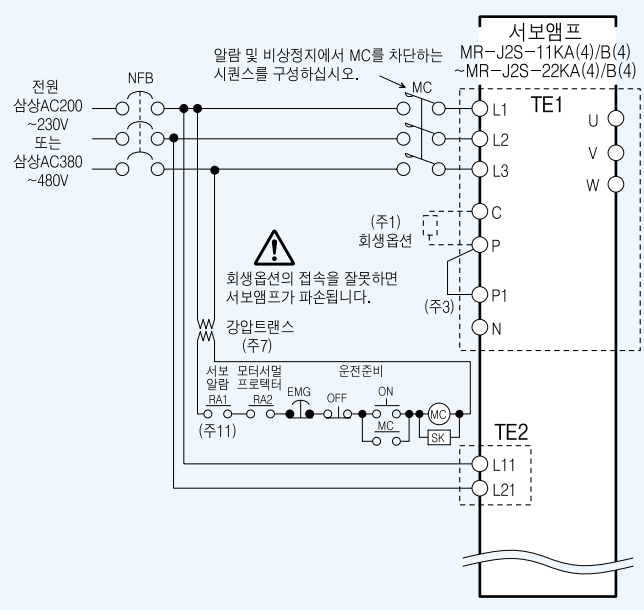 서보앰프
MR-J2S-11KA(4)/B(4)
~MR-J2S-22KA(4)/B(4)
알람 및 비상정지에서 MC를 차단하는
시퀀스를 구성하십시오.
전원
삼상AC200
~230V
또는
삼상AC380
~480V
NFB
MC
L1
L2
L3
TE1
U
V
W
C
(주1)
회생옵션
P
회생옵션의 접속을 잘못하면
서보앰프가 파손됩니다.
P1
(주3)
N
강압트랜스
(주7)
서보
알람
RA1
(주11)
모터서멀
프로텍터
RA2
EMG
OFF
운전준비
ON
MC
MC
SK
TE2
L11
L21